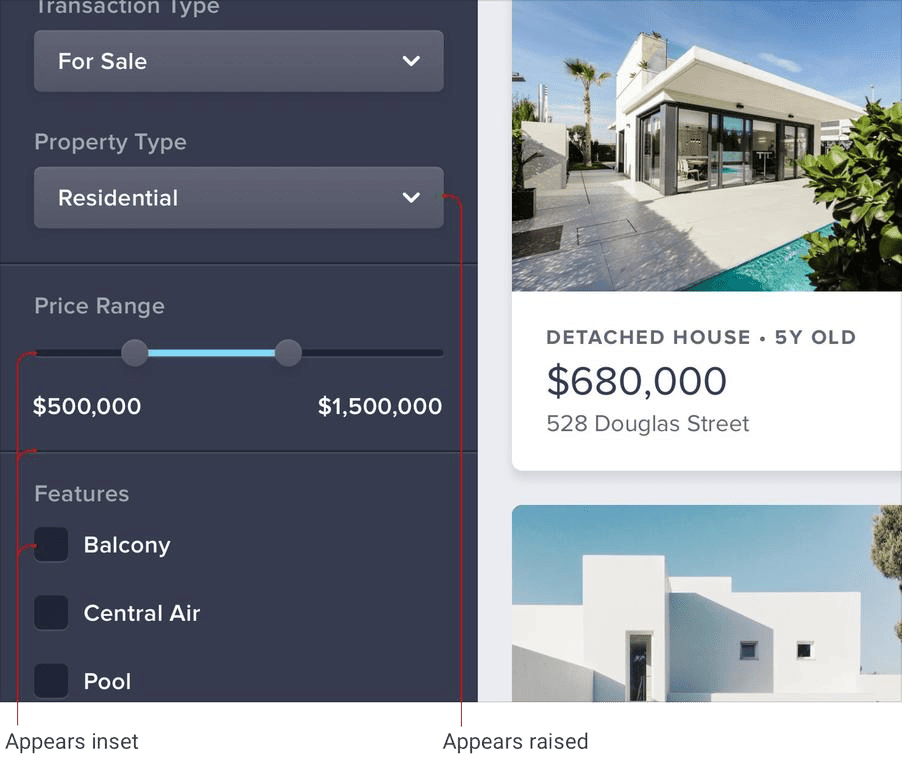 Transaction Type
For Sale
Property Type
Residential
Price Range
$500,000
$1,500,000
Features
Balcony
Central Air
Pool
DETACHED HOUSE • 5Y OLD
$680,000
528 Douglas Street
Appears inset
Appears raised